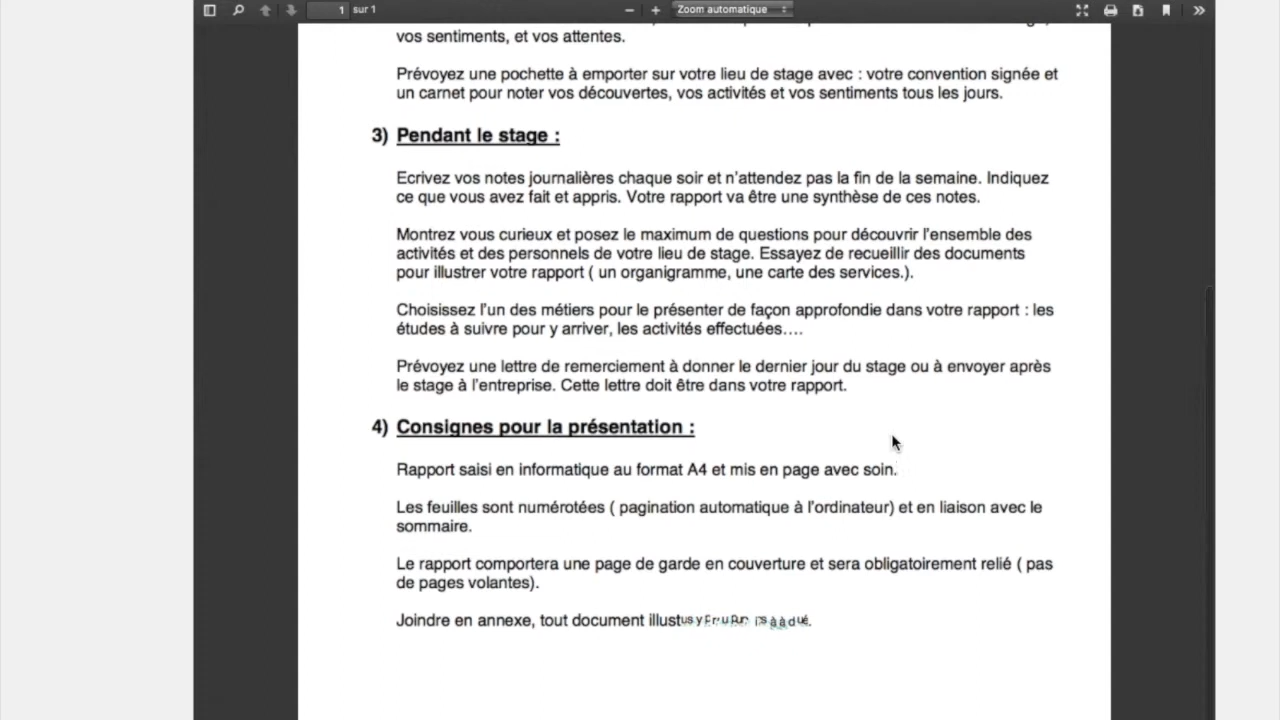 1 sur 1 Zoom automatique
vos sentiments, et vos attentes.
Prévoyez une pochette à emporter sur votre lieu de stage avec : votre convention signée et
un carnet pour noter vos découvertes, vos activités et vos sentiments tous les jours.
3) Pendant le stage :
Ecrivez vos notes journalières chaque soir et n'attendez pas la fin de la semaine. Indiquez
ce que vous avez fait et appris. Votre rapport va être une synthèse de ces notes.
Montrez vous curieux et posez le maximum de questions pour découvrir l'ensemble des
activités et des personnels de votre lieu de stage. Essayez de recueillir des documents
pour illustrer votre rapport ( un organigramme, une carte des services.).
Choisissez l'un des métiers pour le présenter de façon approfondie dans votre rapport : les
études à suivre pour y arriver, les activités effectuées….
Prévoyez une lettre de remerciement à donner le dernier jour du stage ou à envoyer après
le stage à l'entreprise. Cette lettre doit être dans votre rapport.
4) Consignes pour la présentation :
Rapport saisi en informatique au format A4 et mis en page avec soin.
Les feuilles sont numérotées ( pagination automatique à l'ordinateur) et en liaison avec le
sommaire.
Le rapport comportera une page de garde en couverture et sera obligatoirement relié ( pas
de pages volantes).
Joindre en annexe, tout document